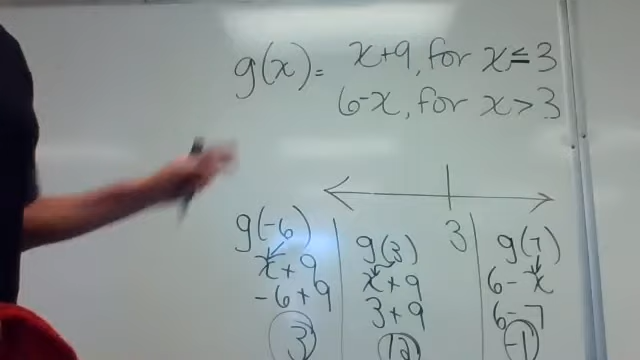 g(x) = x+9, for x ≤ 3
6-x, for x > 3
3
g(-6)
x+9
-6+9
3
g(3)
x+9
3+9
12
g(7)
6-x
6-7
-1